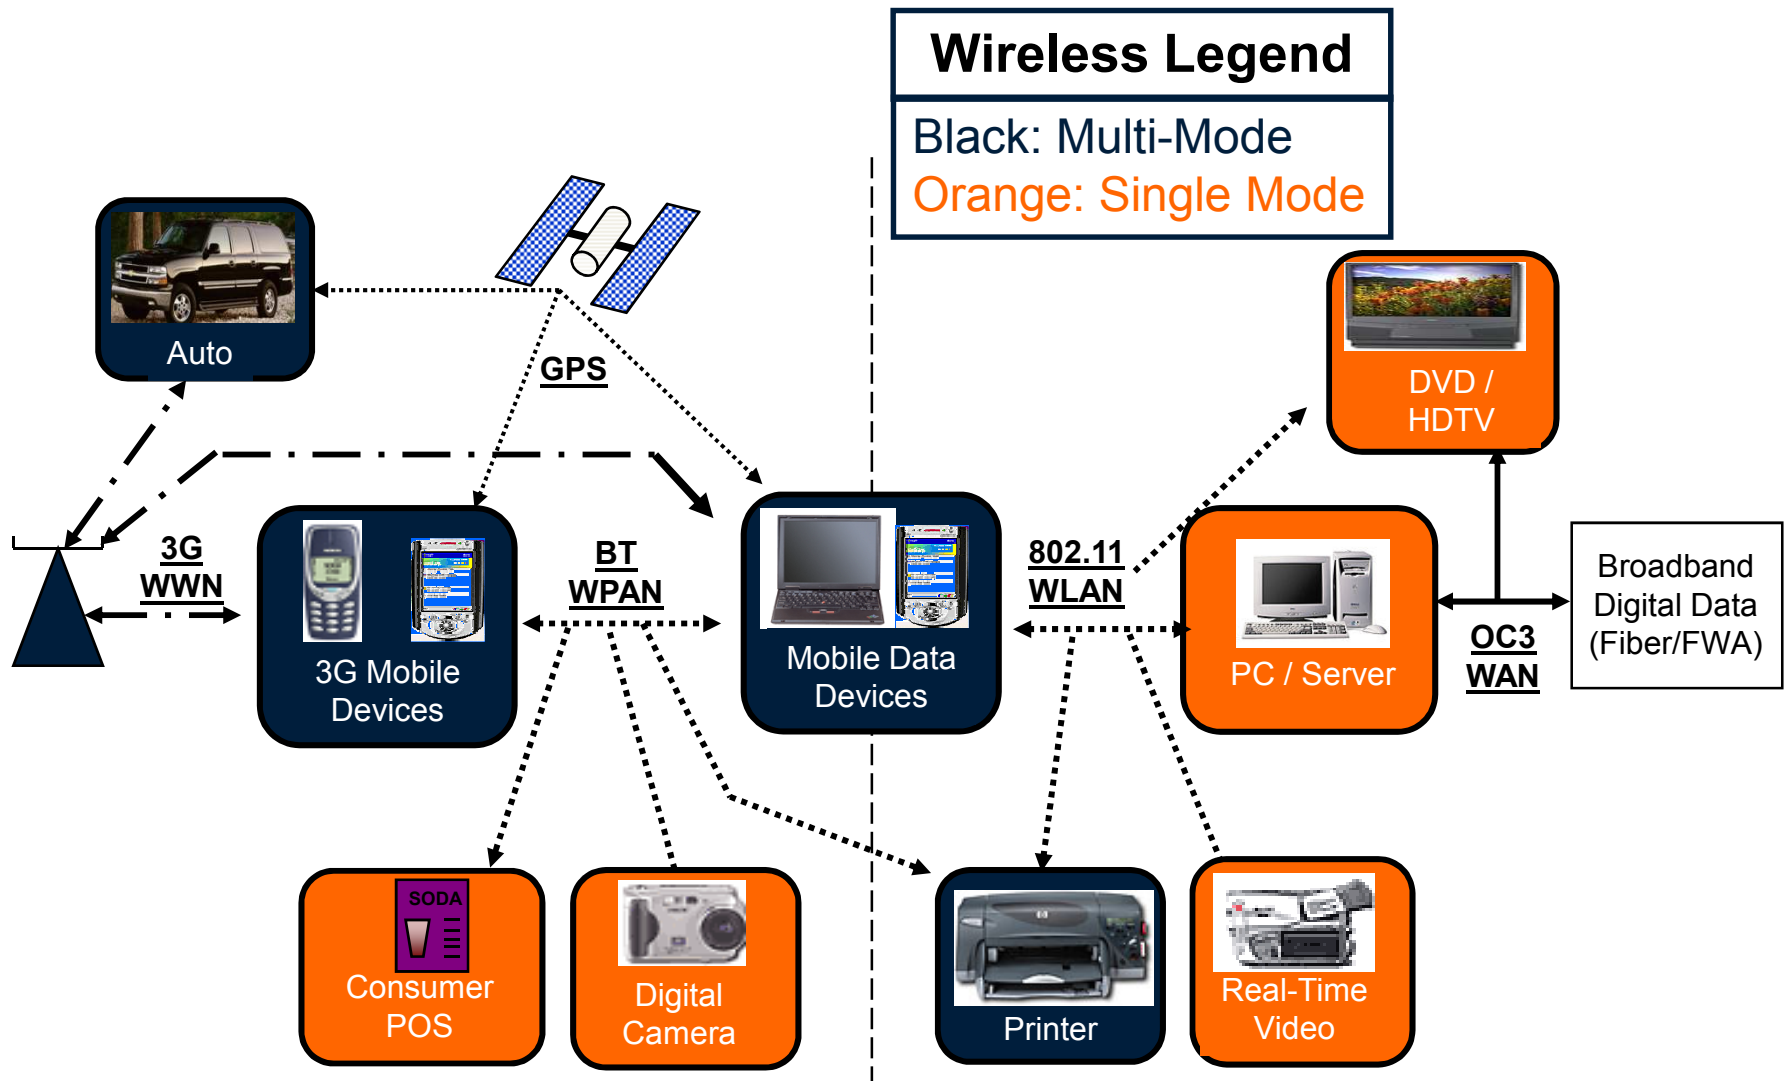 Wireless Legend
Black: Multi-Mode
Orange: Single Mode
Auto
GPS
DVD /
HDTV
3G
WWN
BT
WPAN
802.11
WLAN
3G Mobile
Devices
Mobile Data
Devices
PC / Server
OC3
WAN
Broadband
Digital Data
(Fiber/FWA)
SODA
Consumer
POS
Digital
Camera
Printer
Real-Time
Video